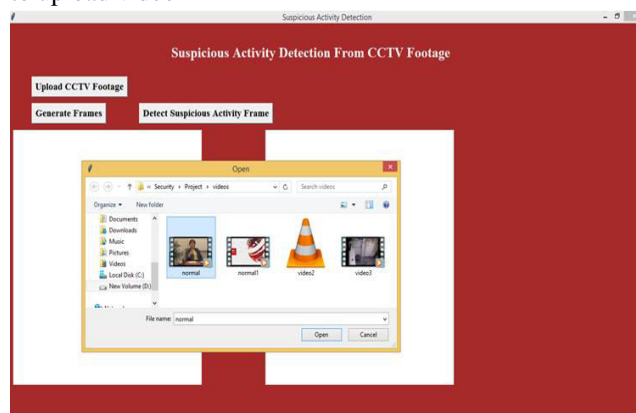 Suspicious Activity Detection
Suspicious Activity Detection From CCTV Footage
Upload CCTV Footage
Generate Frames
Detect Suspicious Activity Frame
Open
« Security › Project › videos
Search videos
Organize
New folder
Documents
Downloads
Music
Pictures
Videos
Local Disk (C:)
New Volume (D:)
normal
normal1
video2
video3
File name:
normal
Open
Cancel